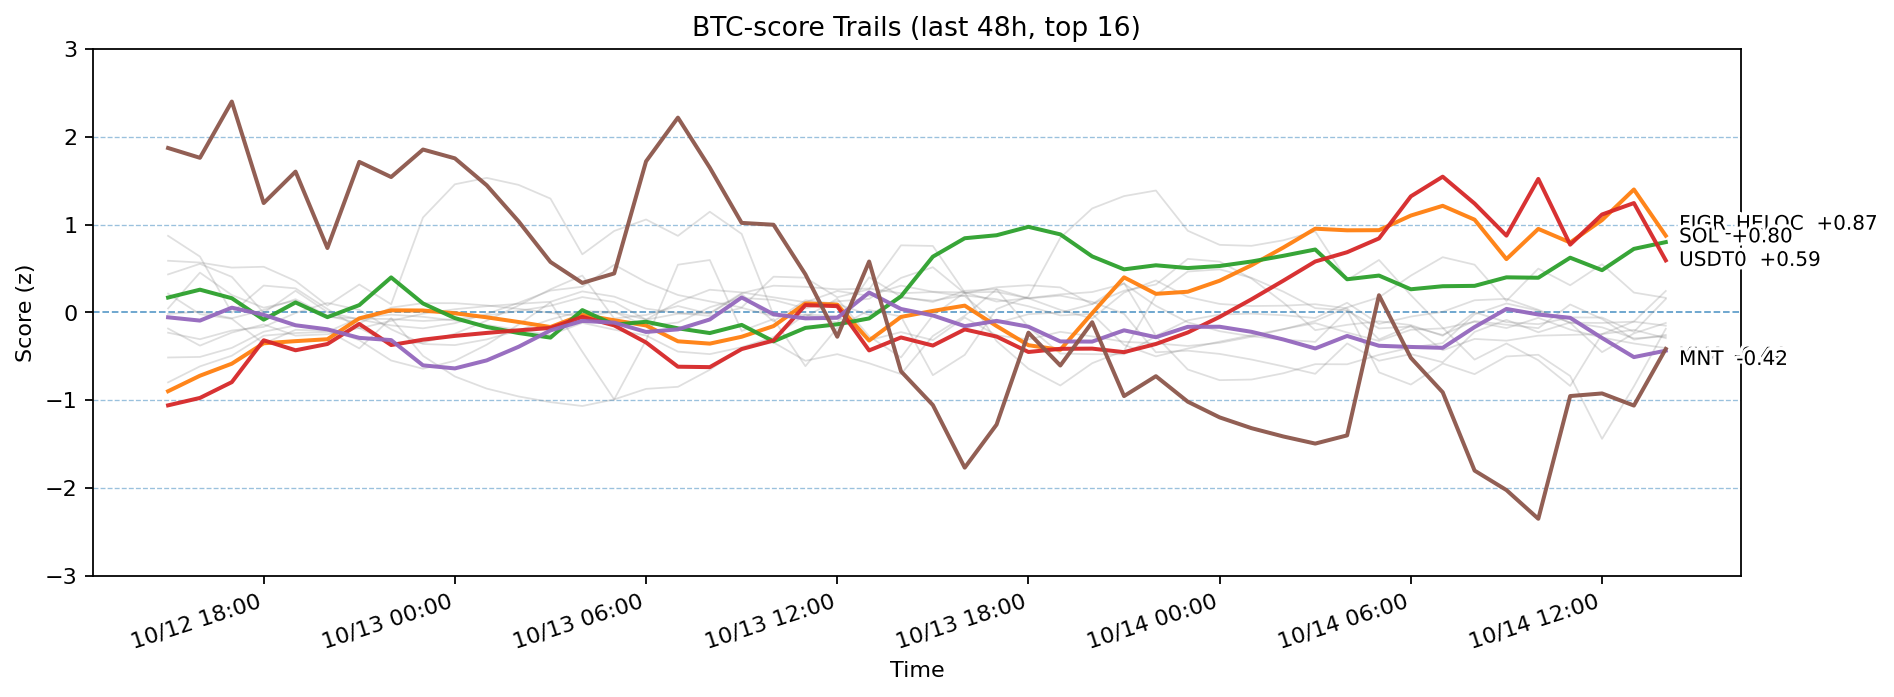 BTC-score Trails (last 48h, top 16)
Score (z)
3
2
1
0
−1
−2
−3
FIGR_HELOC +0.87
SOL +0.80
USDT0 +0.59
MNT -0.42
10/12 18:00
10/13 00:00
10/13 06:00
10/13 12:00
10/13 18:00
10/14 00:00
10/14 06:00
10/14 12:00
Time